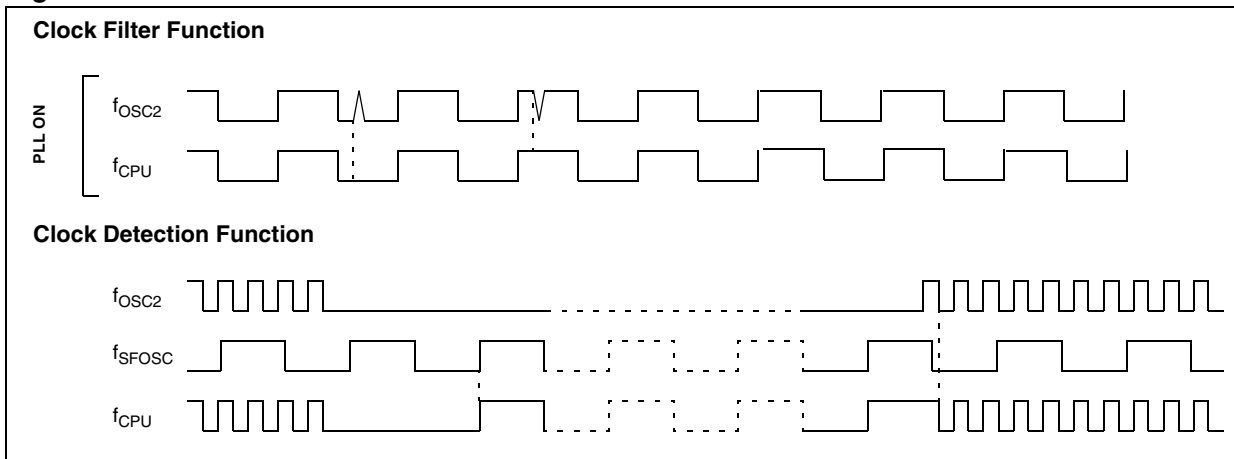 Clock Filter Function
PLL ON
fOSC2
fCPU
Clock Detection Function
fOSC2
fSFOSC
fCPU